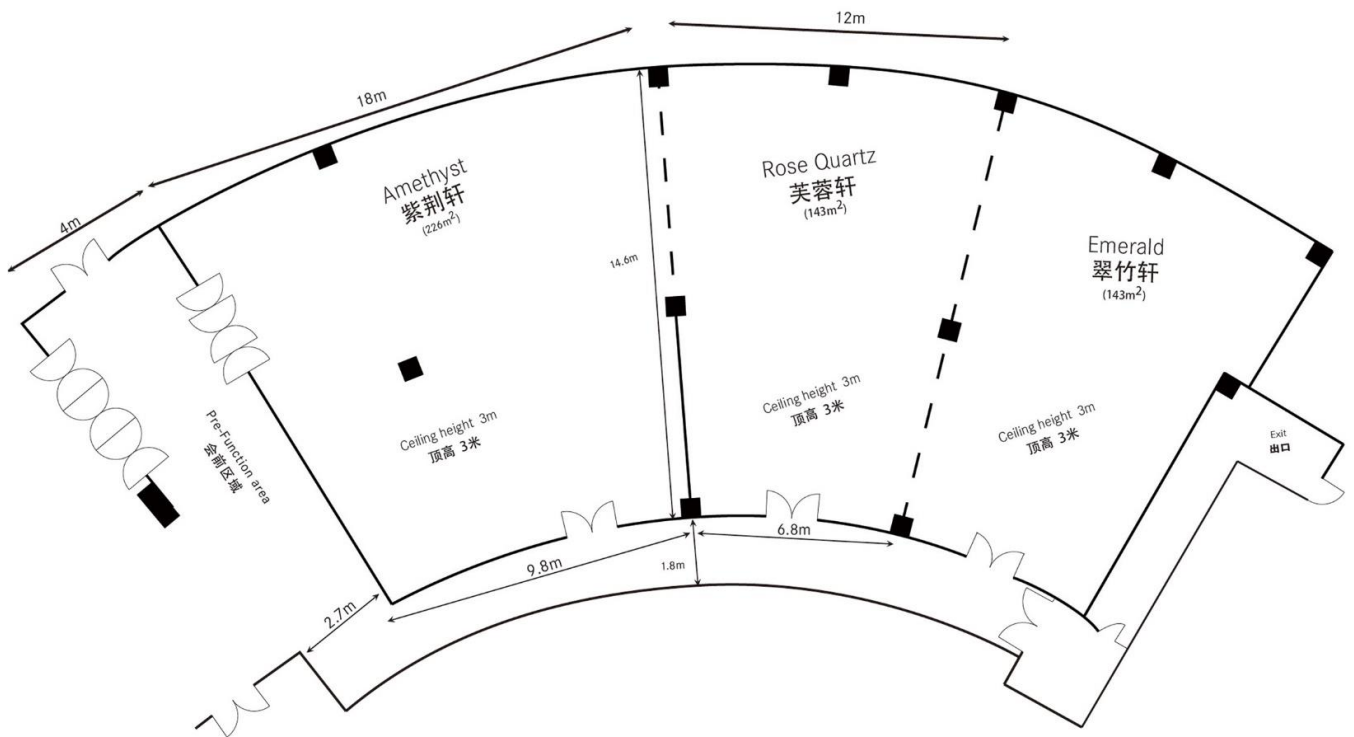 12m
18m
4m
Amethyst
紫荆轩
(226m²)
Rose Quartz
芙蓉轩
(143m²)
Emerald
翠竹轩
(143m²)
14.6m
Pre-Function area
会前区域
Ceiling height 3m
顶高 3米
Ceiling height 3m
顶高 3米
Ceiling height 3m
顶高 3米
Exit
出口
9.8m
6.8m
1.8m
2.7m